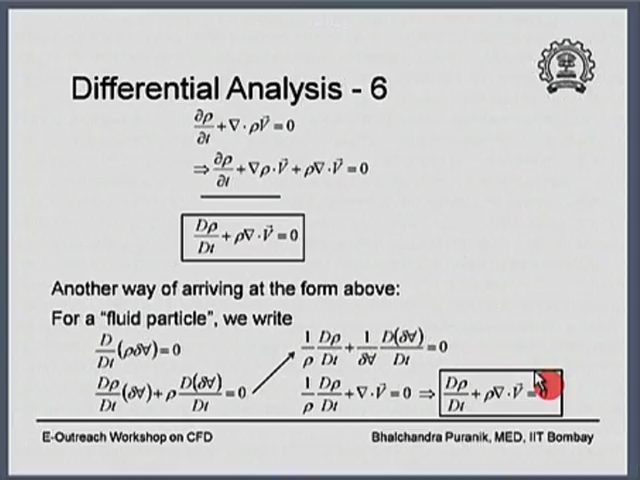 Differential Analysis - 6
∂ρ/∂t + ∇ · ρV⃗ = 0
⇒ ∂ρ/∂t + ∇ρ · V⃗ + ρ∇ · V⃗ = 0
Dρ/Dt + ρ∇ · V⃗ = 0
Another way of arriving at the form above:
For a "fluid particle", we write
D/Dt (ρδ∀) = 0
Dρ/Dt (δ∀) + ρ D(δ∀)/Dt = 0
1/ρ Dρ/Dt + 1/δ∀ D(δ∀)/Dt = 0
1/ρ Dρ/Dt + ∇ · V⃗ = 0 ⇒ Dρ/Dt + ρ∇ · V⃗ = 0
E-Outreach Workshop on CFD
Bhalchandra Puranik, MED, IIT Bombay